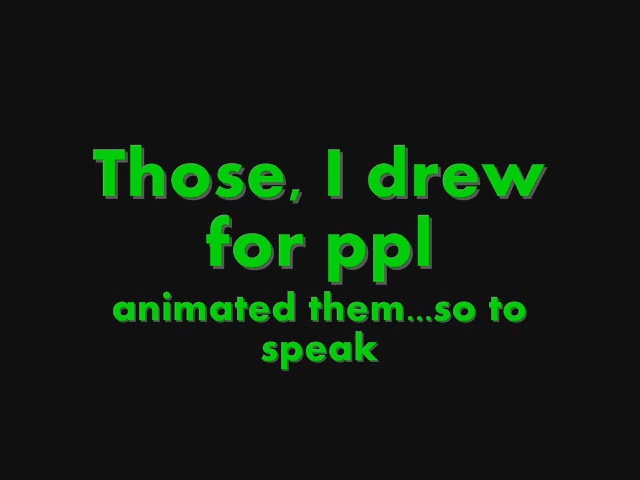 Those, I drew
for ppl
animated them...so to
speak